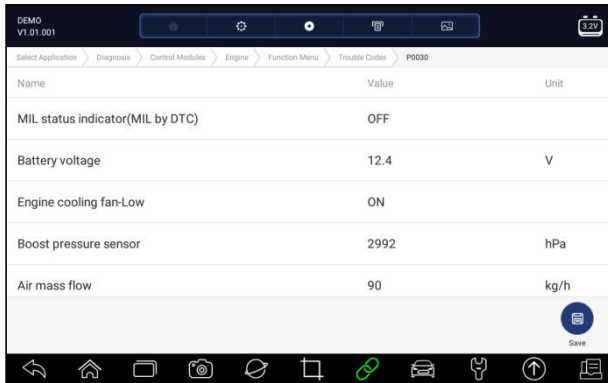 DEMO
V1.01.001
3.2V
Select Application Diagnosis Control Modules Engine Function Menu Trouble Codes P0030
Name Value Unit
MIL status indicator(MIL by DTC) OFF
Battery voltage 12.4 V
Engine cooling fan-Low ON
Boost pressure sensor 2992 hPa
Air mass flow 90 kg/h
Save